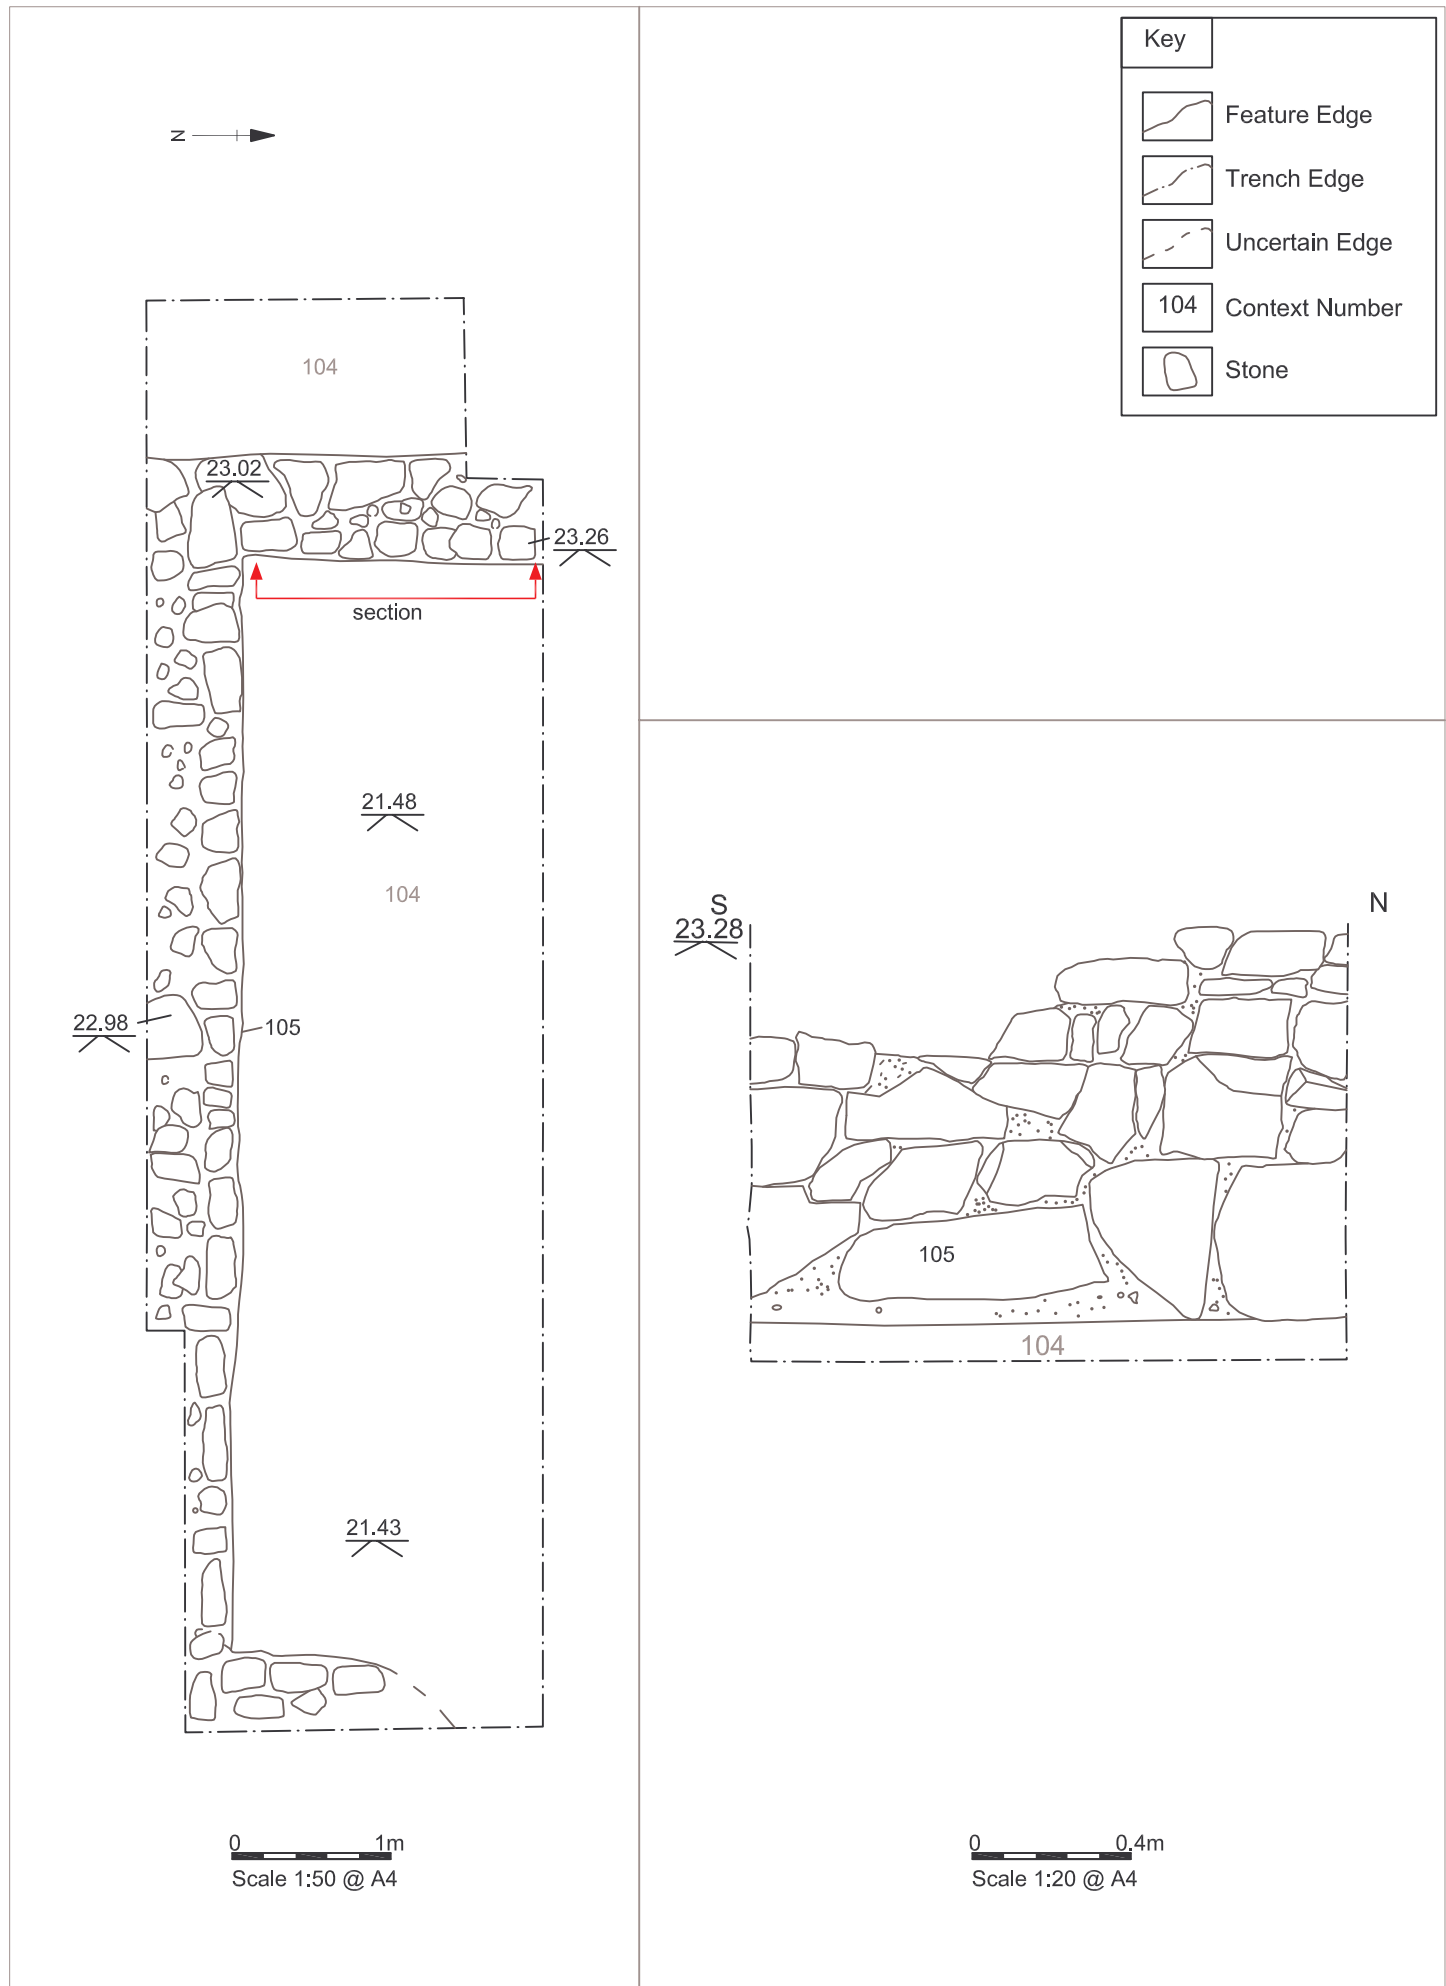 N
104
23.02
23.26
section
21.48
104
22.98
105
21.43
0 1m
Scale 1:50 @ A4
Key
Feature Edge
Trench Edge
Uncertain Edge
104 Context Number
Stone
S
N
23.28
105
104
0 0.4m
Scale 1:20 @ A4